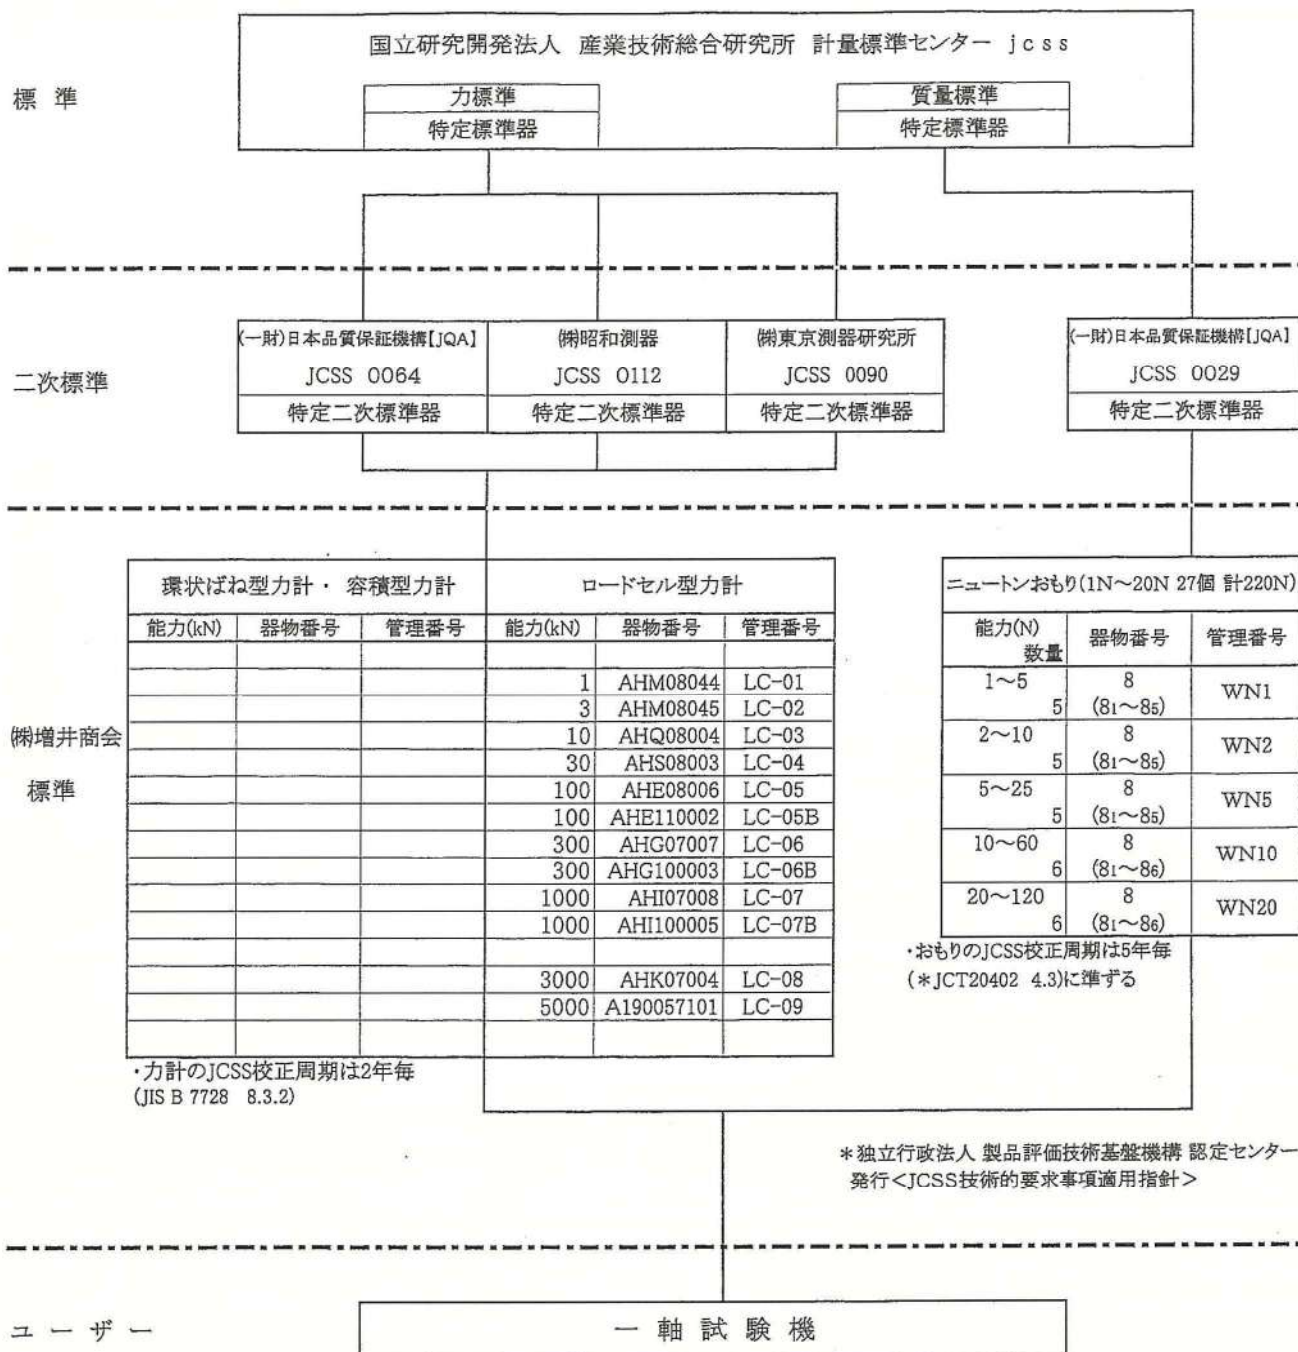 国立研究開発法人 産業技術総合研究所 計量標準センター jcss
標 準
力標準
特定標準器
質量標準
特定標準器
(一財)日本品質保証機構【JQA】
JCSS 0064
特定二次標準器
㈱昭和測器
JCSS 0112
特定二次標準器
㈱東京測器研究所
JCSS 0090
特定二次標準器
(一財)日本品質保証機構【JQA】
JCSS 0029
特定二次標準器
二次標準
㈱増井商会
標準
環状ばね型力計・ 容積型力計 ロードセル型力計
能力(kN) 器物番号 管理番号 能力(kN) 器物番号 管理番号
1 AHM08044 LC-01
3 AHM08045 LC-02
10 AHQ08004 LC-03
30 AHS08003 LC-04
100 AHE08006 LC-05
100 AHE110002 LC-05B
300 AHG07007 LC-06
300 AHG100003 LC-06B
1000 AHI07008 LC-07
1000 AHI100005 LC-07B
3000 AHK07004 LC-08
5000 A190057101 LC-09
・力計のJCSS校正周期は2年毎
(JIS B 7728 8.3.2)
ニュートンおもり(1N～20N 27個 計220N)
能力(N) 数量 器物番号 管理番号
1～5 5 8 (81～85) WN1
2～10 5 8 (81～85) WN2
5～25 5 8 (81～85) WN5
10～60 6 8 (81～86) WN10
20～120 6 8 (81～86) WN20
・おもりのJCSS校正周期は5年毎
(＊JCT20402 4.3)に準ずる
＊独立行政法人 製品評価技術基盤機構 認定センター
発行＜JCSS技術的要求事項適用指針＞
ユ ー ザ ー
一 軸 試 験 機